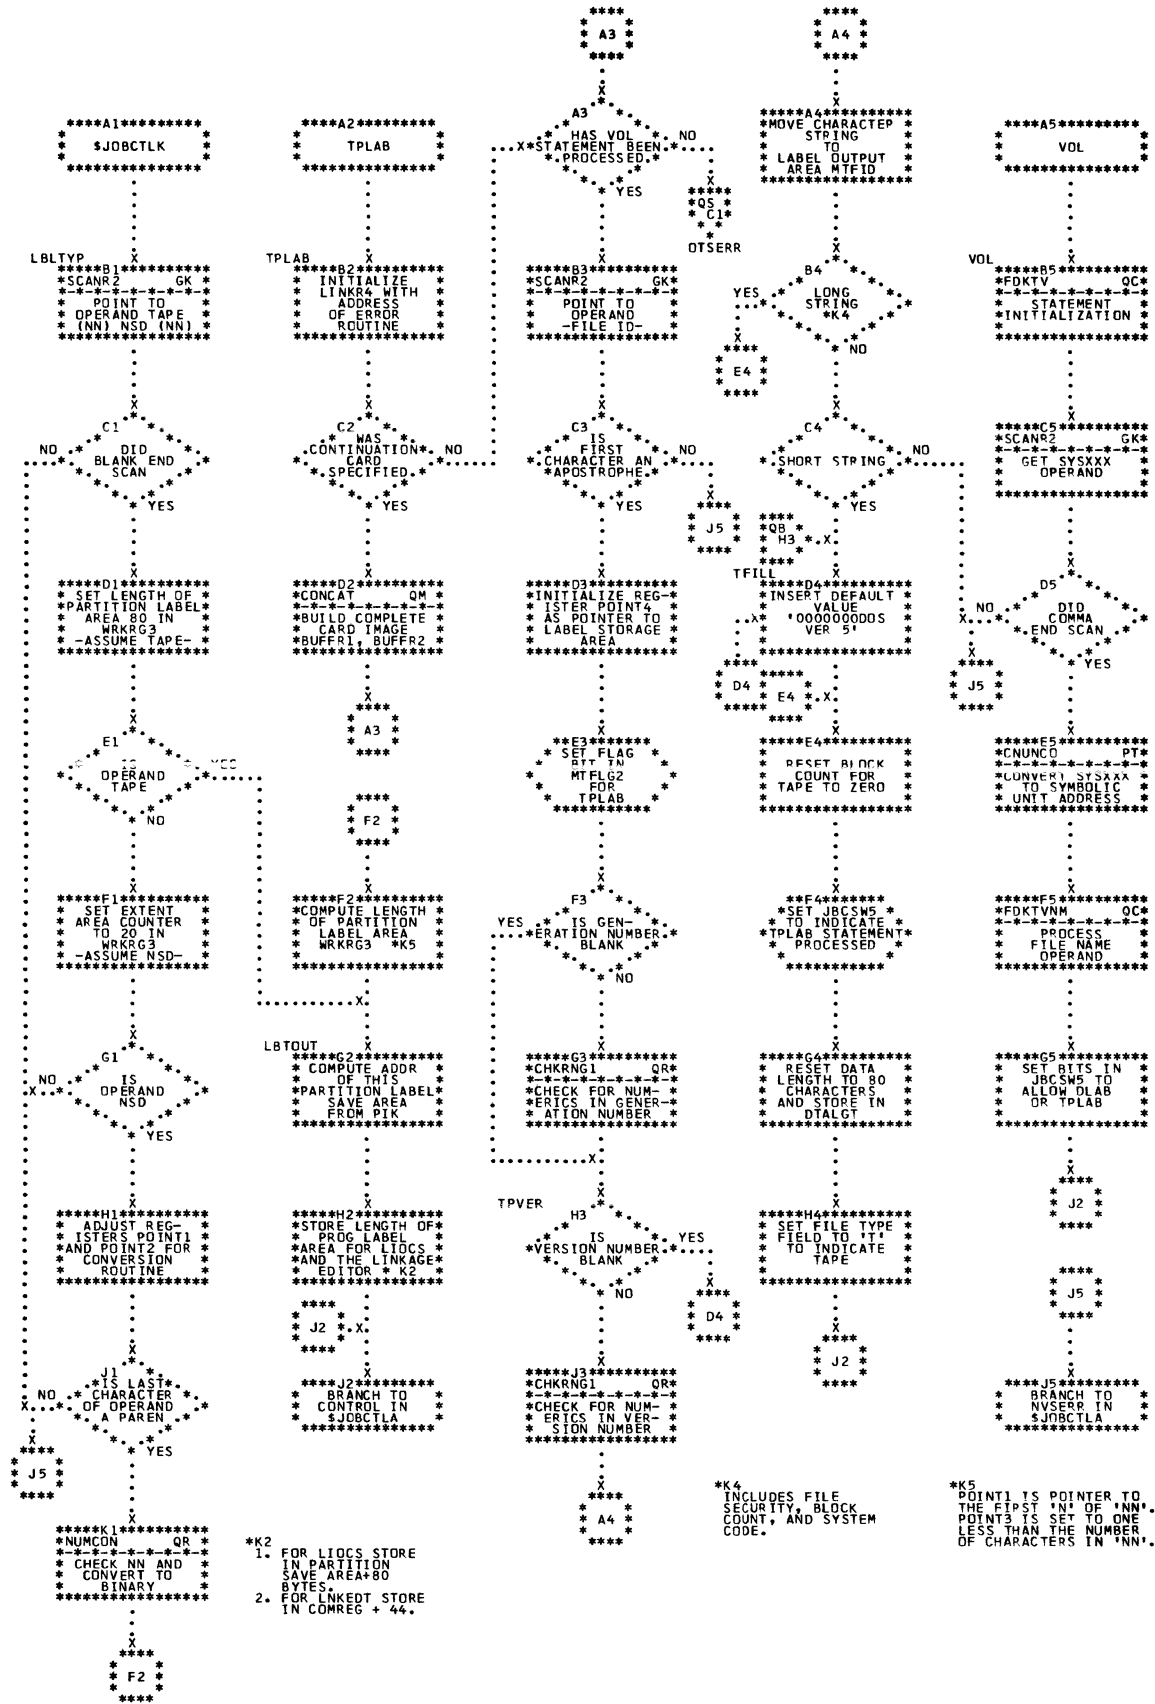 A3
A4
A1
$JOBCTLK
LBLTYP
B1
SCANR2 GK
POINT TO
OPERAND TAPE
(NN) NSD (NN)
C1
DID
BLANK END
SCAN
NO
YES
D1
SET LENGTH OF
PARTITION LABEL
AREA 80 IN
WRKRG3
-ASSUME TAPE-
E1
IS
OPERAND
TAPE
YES
NO
F1
SET EXTENT
AREA COUNTER
TO 20 IN
WRKRG3
-ASSUME NSD-
G1
IS
OPERAND
NSD
NO
YES
H1
ADJUST REG-
ISTERS POINT1
AND POINT2 FOR
CONVERSION
ROUTINE
J1
IS LAST
CHARACTER
OF OPERAND
A PAREN
NO
YES
J5
K1
NUMCON QR
CHECK NN AND
CONVERT TO
BINARY
F2
A2
TPLAB
TPLAB
B2
INITIALIZE
LINKR4 WITH
ADDRESS
OF ERROR
ROUTINE
C2
WAS
CONTINUATION
CARD
SPECIFIED
NO
YES
D2
CONCAT QM
BUILD COMPLETE
CARD IMAGE
BUFFR1, BUFFR2
A3
F2
F2
COMPUTE LENGTH
OF PARTITION
LABEL AREA
WRKRG3 *K5
LBTOUT
G2
COMPUTE ADDR
OF THIS
PARTITION LABEL
SAVE AREA
FROM PIK
H2
STORE LENGTH OF
PROG LABEL
AREA FOR LIOCS
AND THE LINKAGE
EDITOR * K2
J2
J2
BRANCH TO
CONTROL IN
$JOBCTLA
*K2
1. FOR LIOCS STORE
IN PARTITION
SAVE AREA+80
BYTES.
2. FOR LNKEDT STORE
IN COMREG + 44.
A3
HAS VOL
STATEMENT BEEN
PROCESSED
NO
YES
QS
C1
OTSERR
B3
SCANR2 GK
POINT TO
OPERAND
-FILE ID-
C3
IS
FIRST
CHARACTER AN
APOSTROPHE
NO
YES
J5
D3
INITIALIZE REG-
ISTER POINT4
AS POINTER TO
LABEL STORAGE
AREA
E3
SET FLAG
BIT IN
MTFLG2
FOR
TPLAB
F3
IS GEN-
ERATION NUMBER
BLANK
YES
NO
G3
CHKRNG1 QR
CHECK FOR NUM-
ERICS IN GENER-
ATION NUMBER
TPVER
H3
IS
VERSION NUMBER
BLANK
YES
NO
D4
J3
CHKRNG1 QR
CHECK FOR NUM-
ERICS IN VER-
SION NUMBER
A4
A4
MOVE CHARACTEP
STRING
TO
LABEL OUTPUT
AREA MTFID
B4
LONG
STRING
*K4
YES
NO
E4
C4
SHORT STRING
NO
YES
QB
H3
TFILL
D4
INSERT DEFAULT
VALUE
'0000000DOS
VER 5'
D4
E4
E4
RESET BLOCK
COUNT FOR
TAPE TO ZERO
F4
SET JBCSW5
TO INDICATE
TPLAB STATEMENT
PROCESSED
G4
RESET DATA
LENGTH TO 80
CHARACTERS
AND STORE IN
DTALGT
H4
SET FILE TYPE
FIELD TO 'T'
TO INDICATE
TAPE
J2
*K4
INCLUDES FILE
SECURITY, BLOCK
COUNT, AND SYSTEM
CODE.
A5
VOL
VOL
B5
FDKTV QC
STATEMENT
INITIALIZATION
C5
SCANR2 GK
GET SYSXXX
OPERAND
D5
DID
COMMA
END SCAN
NO
YES
J5
E5
CNUNCO PT
CONVERT SYSXXX
TO SYMBOLIC
UNIT ADDRESS
F5
FDKTVNM QC
PROCESS
FILE NAME
OPERAND
G5
SET BITS IN
JBCSW5 TO
ALLOW DLAB
OR TPLAB
J2
J5
J5
BRANCH TO
NVSERR IN
$JOBCTLA
*K5
POINT1 IS POINTER TO
THE FIRST 'N' OF 'NN'.
POINT3 IS SET TO ONE
LESS THAN THE NUMBER
OF CHARACTERS IN 'NN'.